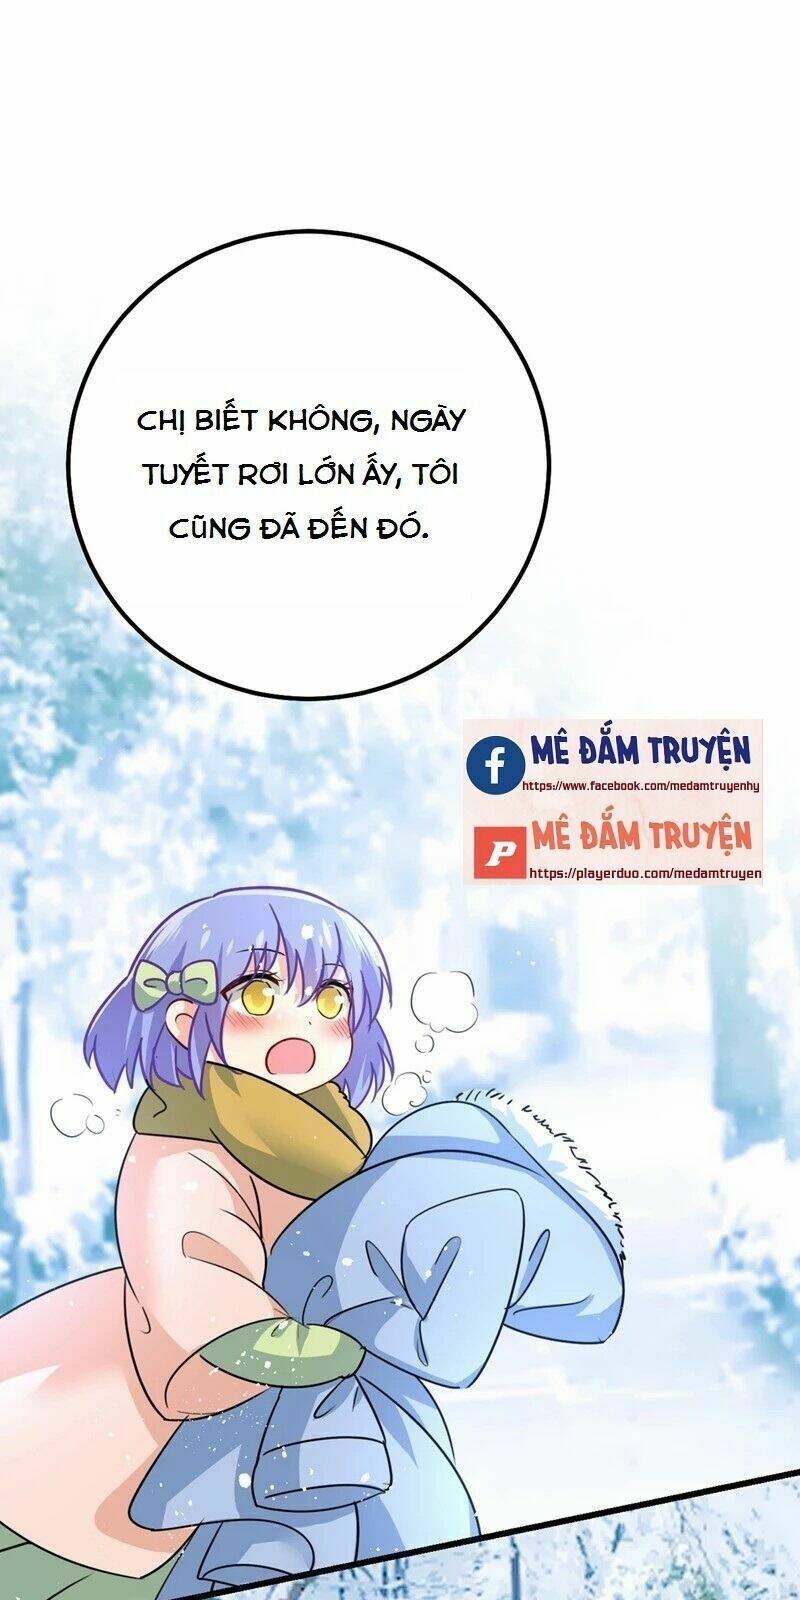 CHỊ BIẾT KHÔNG, NGÀY
TUYẾT RƠI LỚN ẤY, TÔI
CŨNG ĐÃ ĐẾN ĐÓ.
f MÊ ĐẮM TRUYỆN
https://www.facebook.com/medamtruyenhy
P MÊ ĐẮM TRUYỆN
https://playerduo.com/medamtruyen